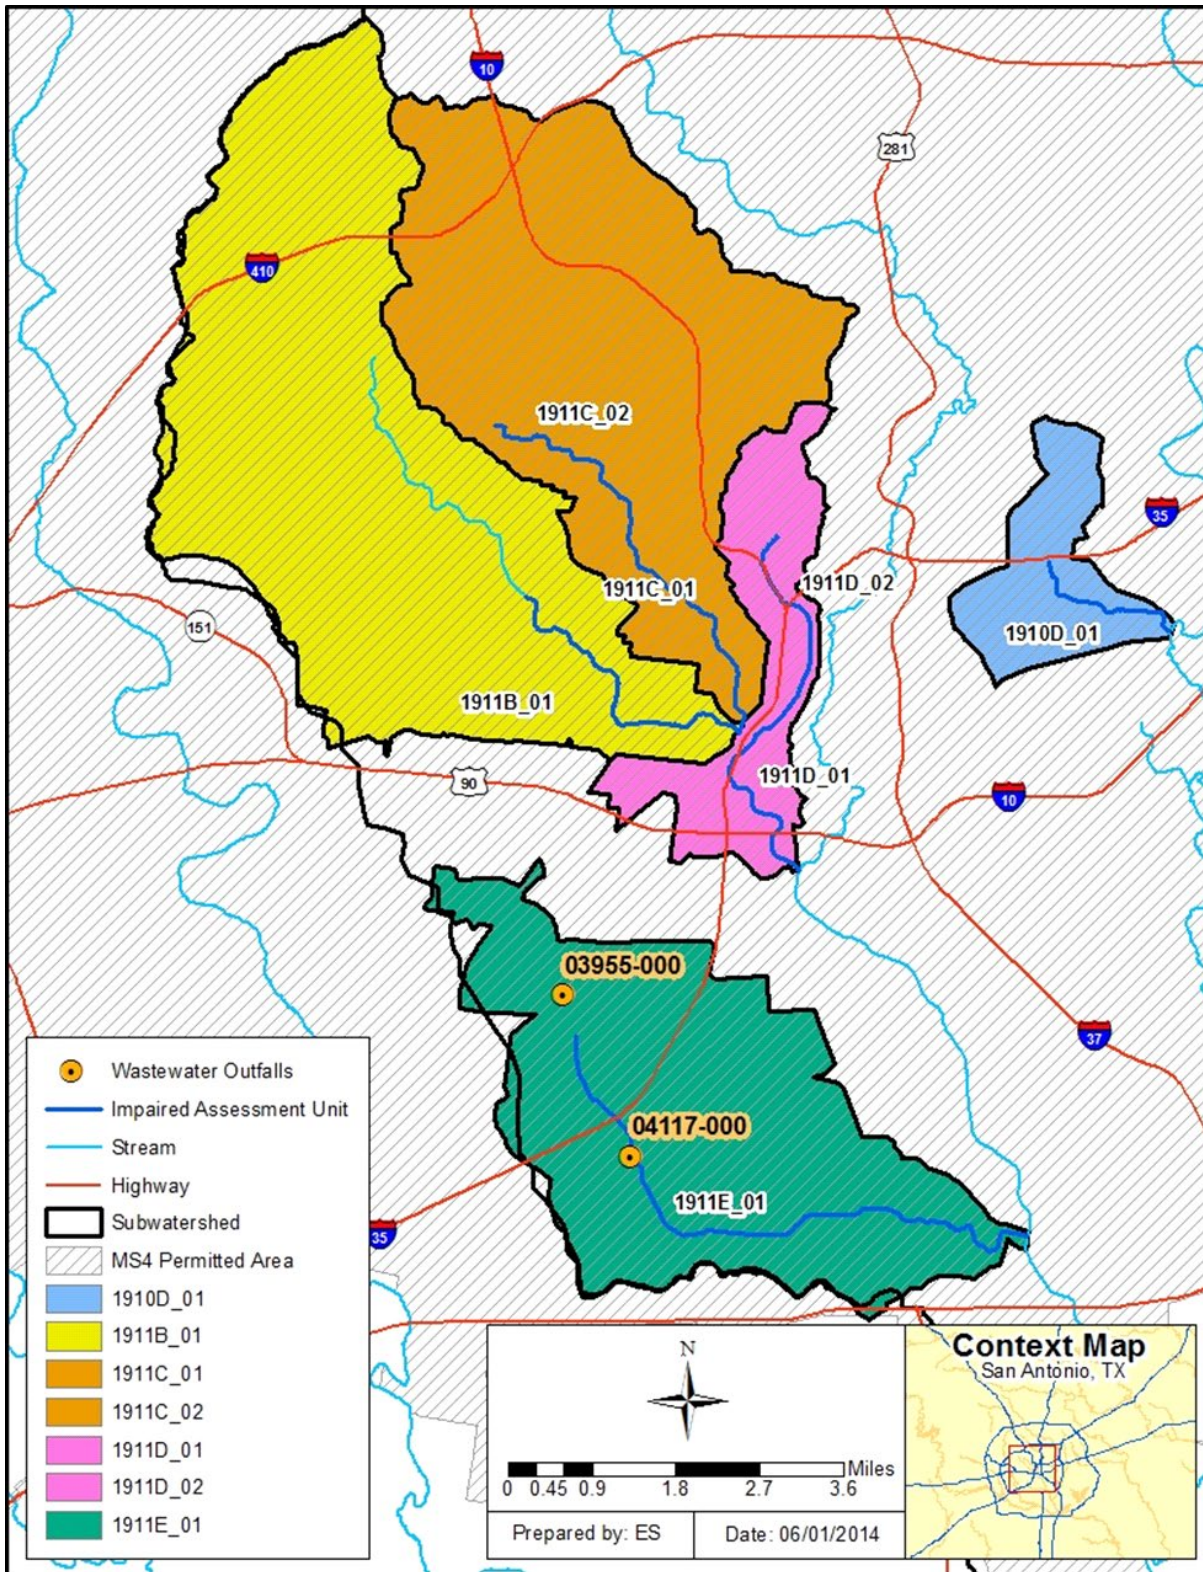 10
281
410
1911C_02
35
1911C_01
1911D_02
151
1910D_01
1911B_01
1911D_01
90
10
03955-000
37
04117-000
1911E_01
35
Wastewater Outfalls
Impaired Assessment Unit
Stream
Highway
Subwatershed
MS4 Permitted Area
1910D_01
1911B_01
1911C_01
1911C_02
1911D_01
1911D_02
1911E_01
N
Miles
0 0.45 0.9 1.8 2.7 3.6
Prepared by: ES
Date: 06/01/2014
Context Map
San Antonio, TX